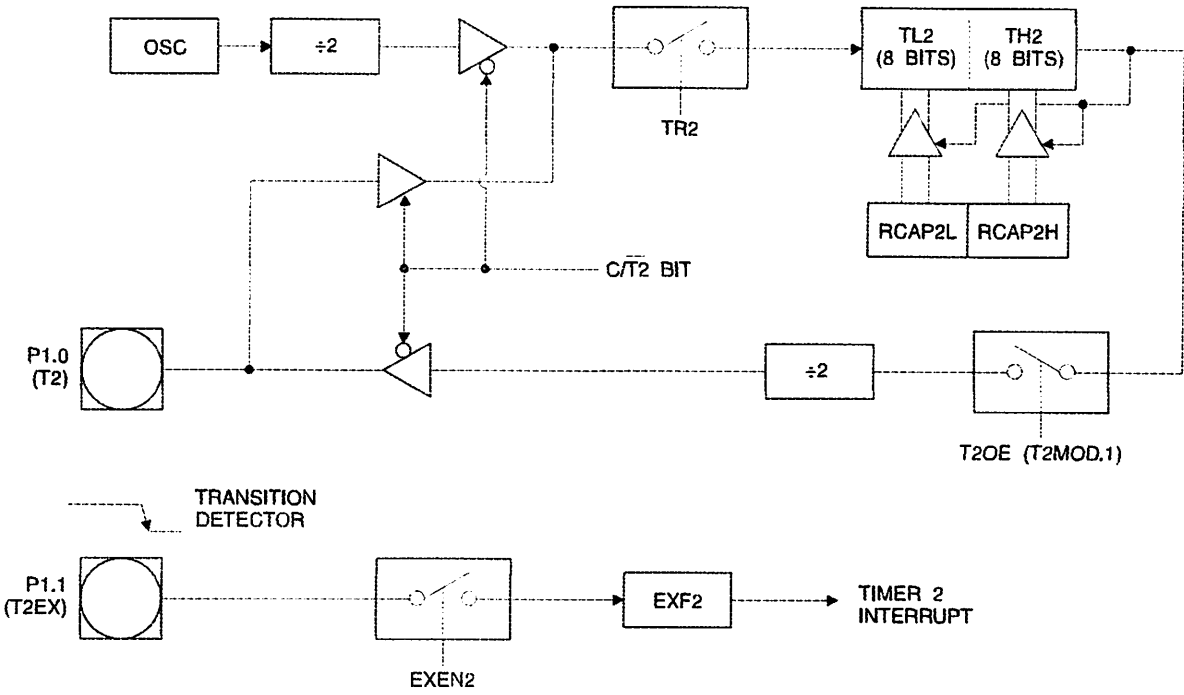 OSC
÷2
TL2
(8 BITS)
TH2
(8 BITS)
TR2
RCAP2L
RCAP2H
C/T̅2̅ BIT
P1.0
(T2)
÷2
T2OE (T2MOD.1)
TRANSITION
DETECTOR
P1.1
(T2EX)
EXF2
TIMER 2
INTERRUPT
EXEN2